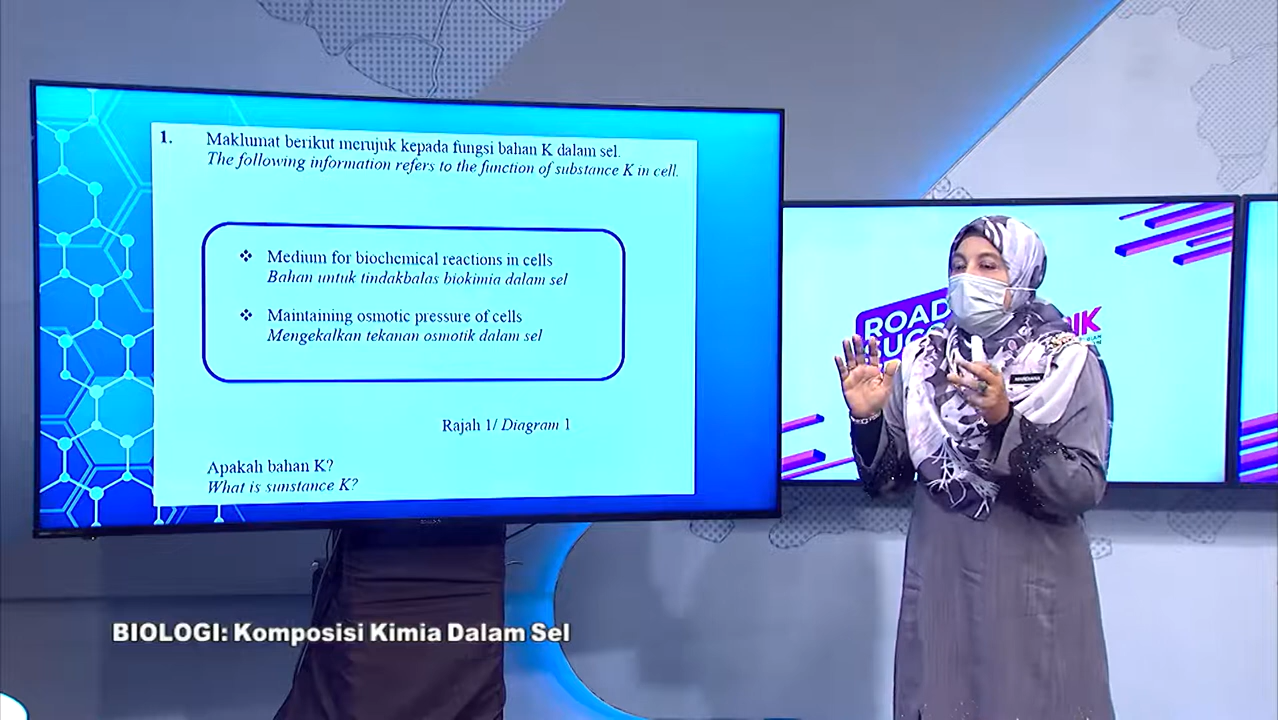 1. Maklumat berikut merujuk kepada fungsi bahan K dalam sel.
The following information refers to the function of substance K in cell.
❖ Medium for biochemical reactions in cells
Bahan untuk tindakbalas biokimia dalam sel
❖ Maintaining osmotic pressure of cells
Mengekalkan tekanan osmotik dalam sel
Rajah 1/ Diagram 1
Apakah bahan K?
What is sunstance K?
ROAD
BIOLOGI: Komposisi Kimia Dalam Sel